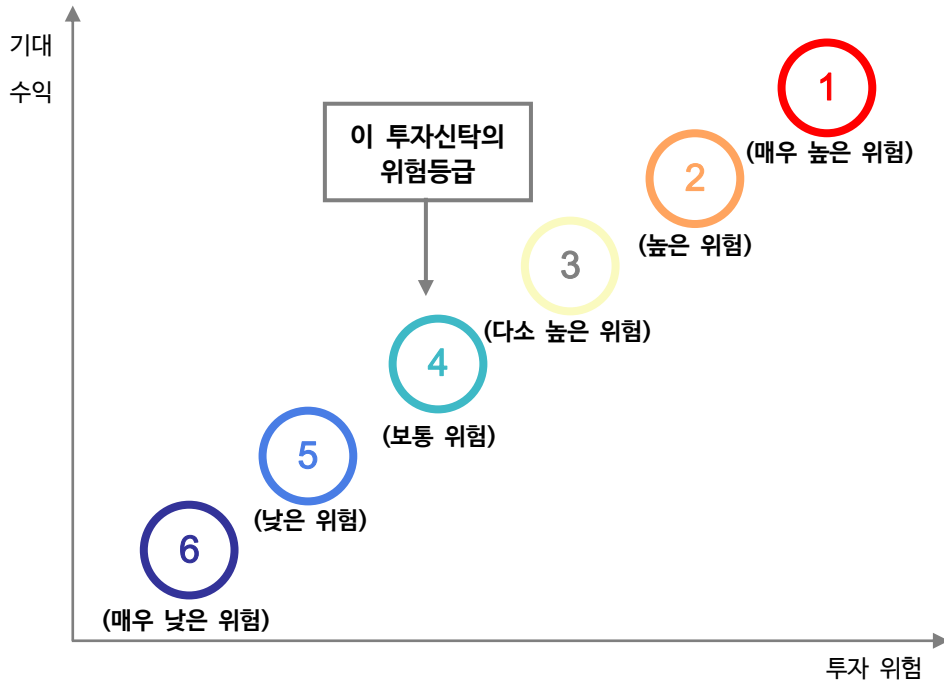 기대
수익
1
(매우 높은 위험)
이 투자신탁의
위험등급
2
(높은 위험)
3
(다소 높은 위험)
4
(보통 위험)
5
(낮은 위험)
6
(매우 낮은 위험)
투자 위험